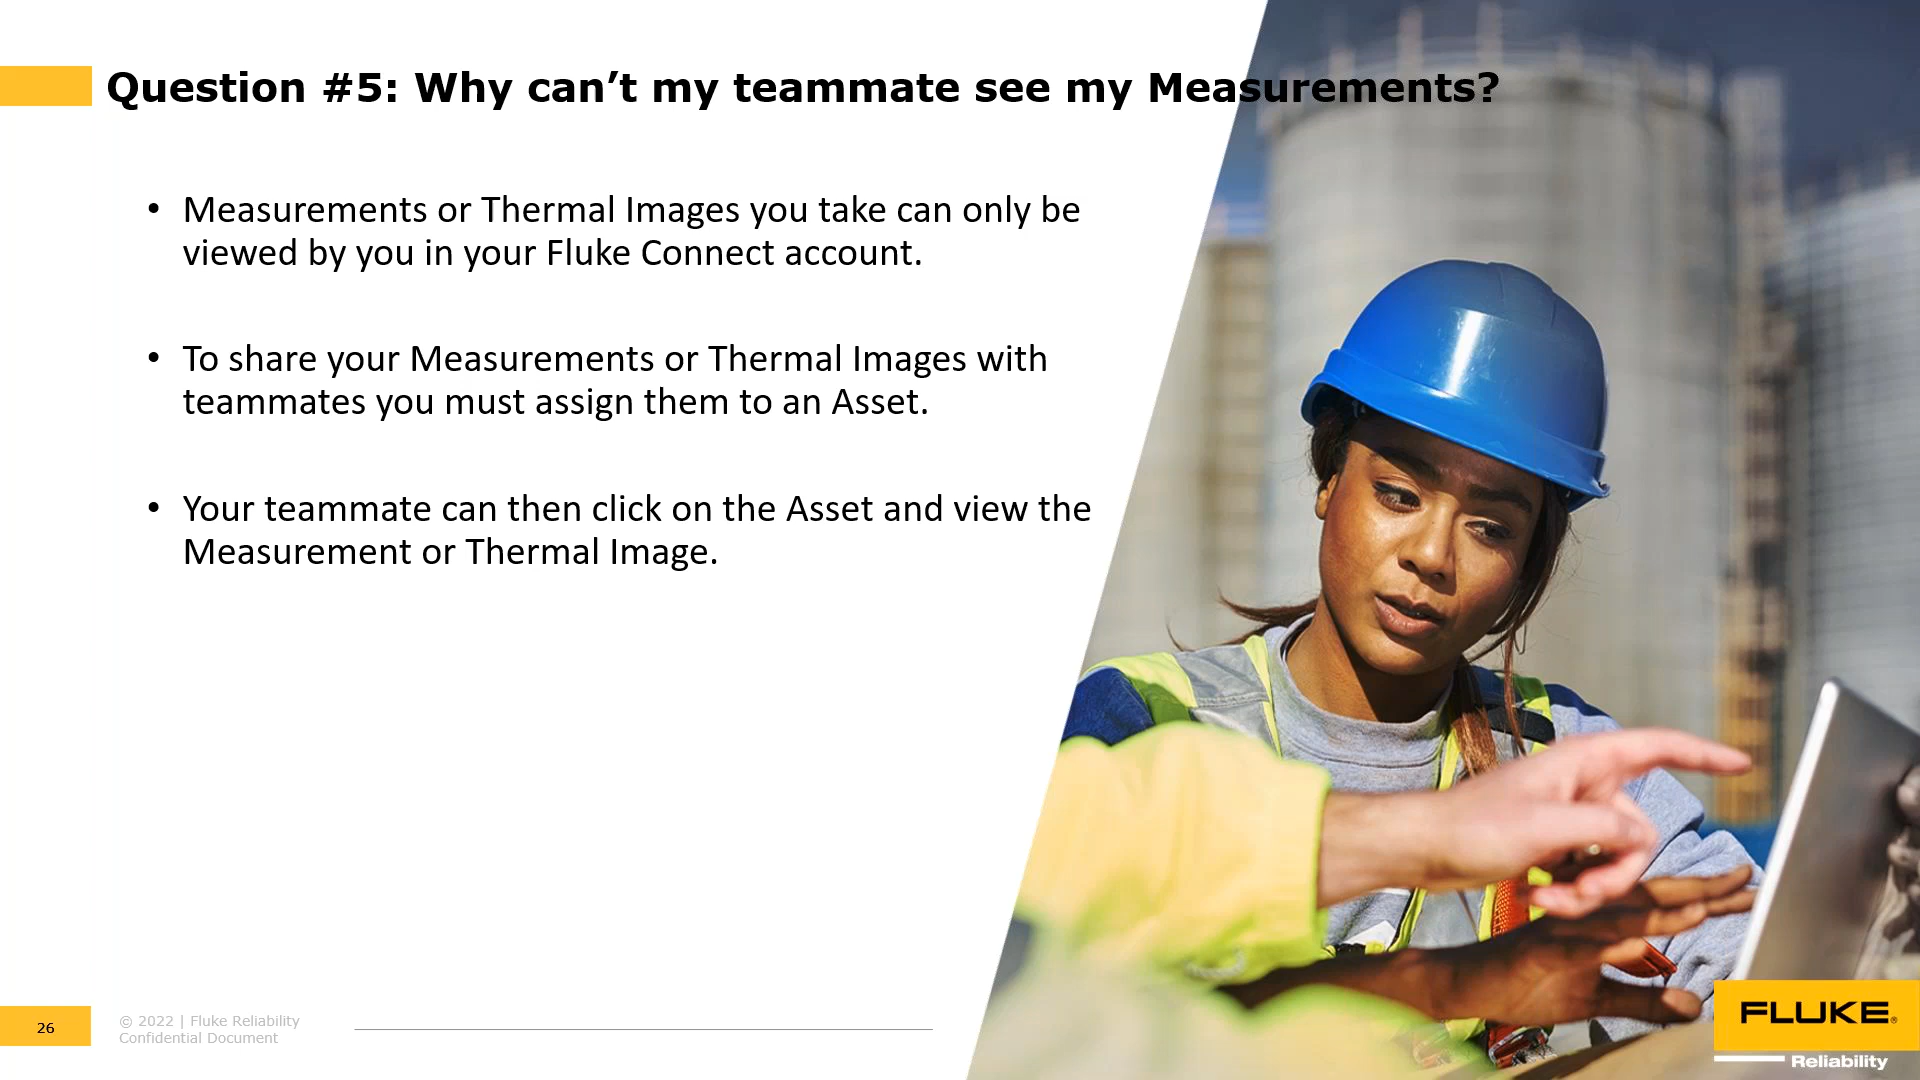 Question #5: Why can’t my teammate see my Measurements?
• Measurements or Thermal Images you take can only be
viewed by you in your Fluke Connect account.
• To share your Measurements or Thermal Images with
teammates you must assign them to an Asset.
• Your teammate can then click on the Asset and view the
Measurement or Thermal Image.
26
© 2022 | Fluke Reliability
Confidential Document
FLUKE®
Reliability